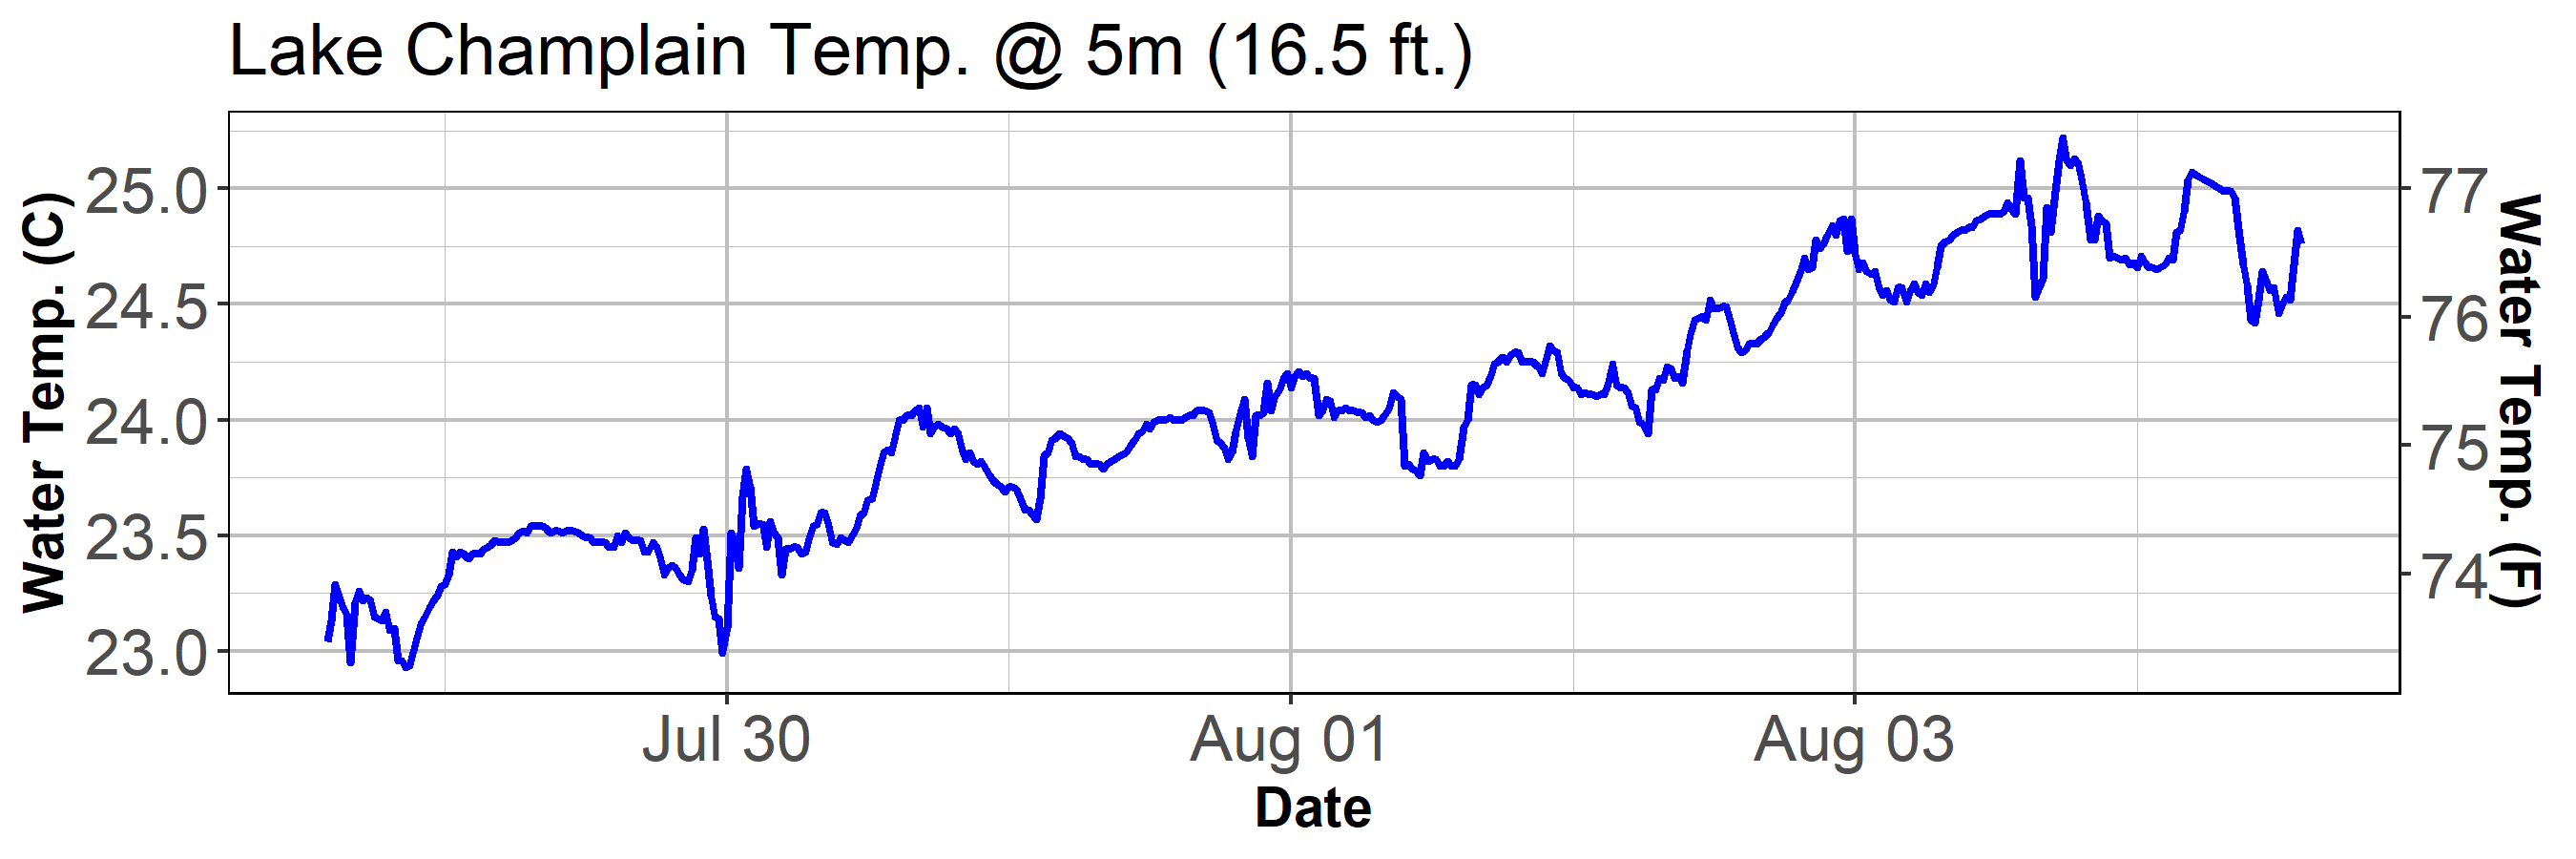 Lake Champlain Temp. @ 5m (16.5 ft.)
Water Temp. (C)
25.0
24.5
24.0
23.5
23.0
77
76
75
74
Water Temp. (F)
Jul 30
Aug 01
Aug 03
Date